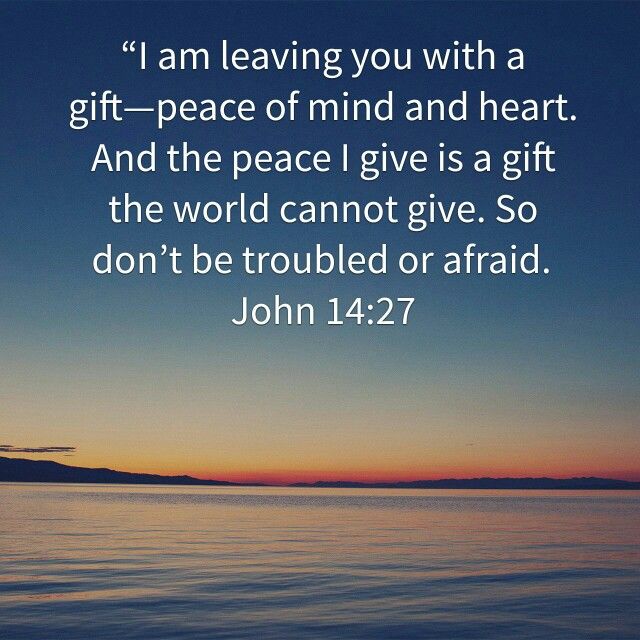 “I am leaving you with a
gift—peace of mind and heart.
And the peace I give is a gift
the world cannot give. So
don’t be troubled or afraid.
John 14:27